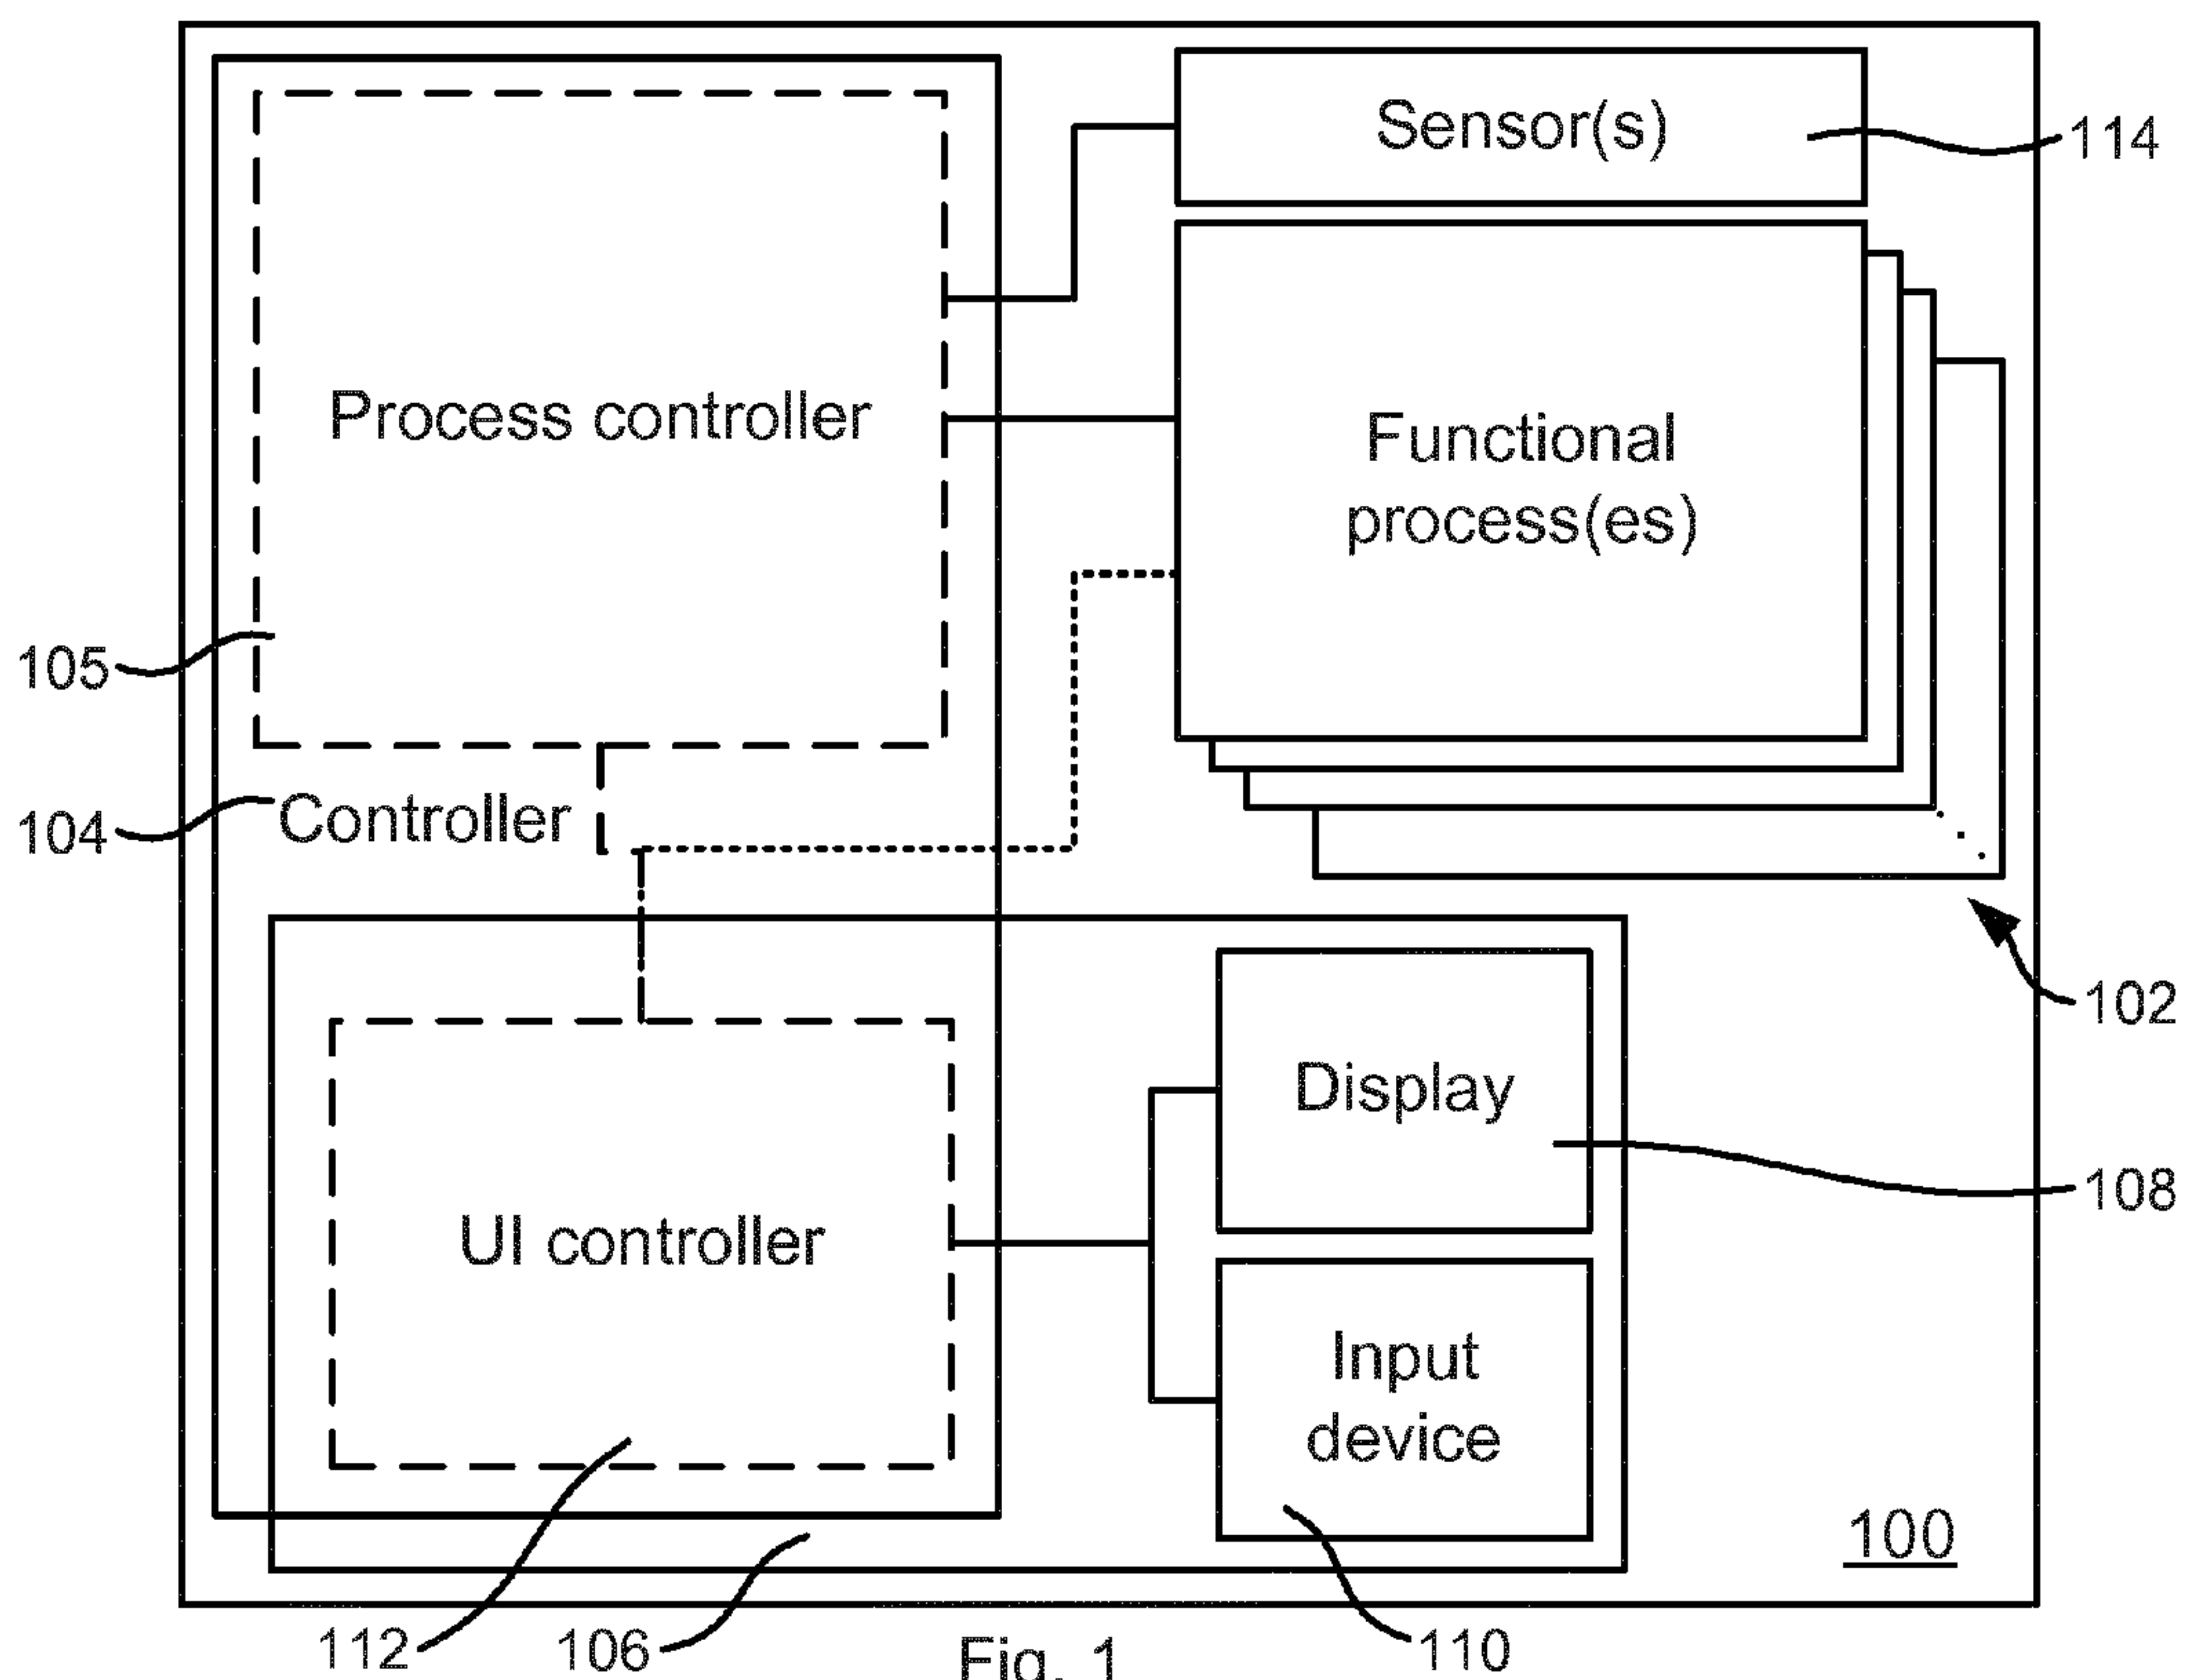 Sensor(s)
114
Process controller
Functional
process(es)
105
104
Controller
102
Display
108
UI controller
Input
device
100
112
106
110
Fig. 1